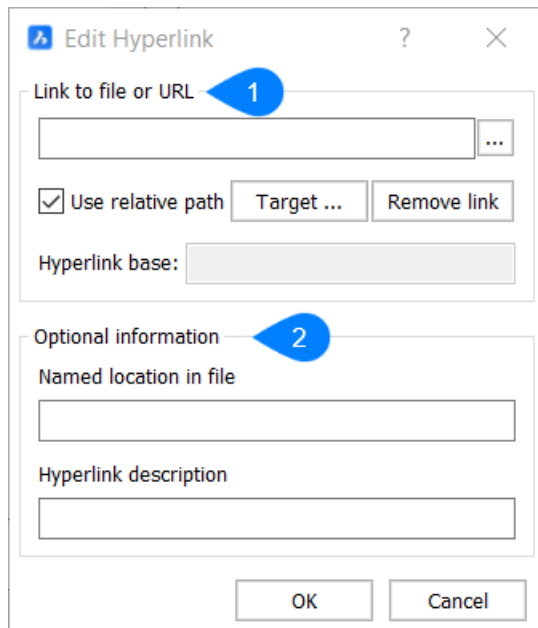 Edit Hyperlink ?
Link to file or URL 1
...
Use relative path Target ... Remove link
Hyperlink base:
Optional information 2
Named location in file
Hyperlink description
OK Cancel